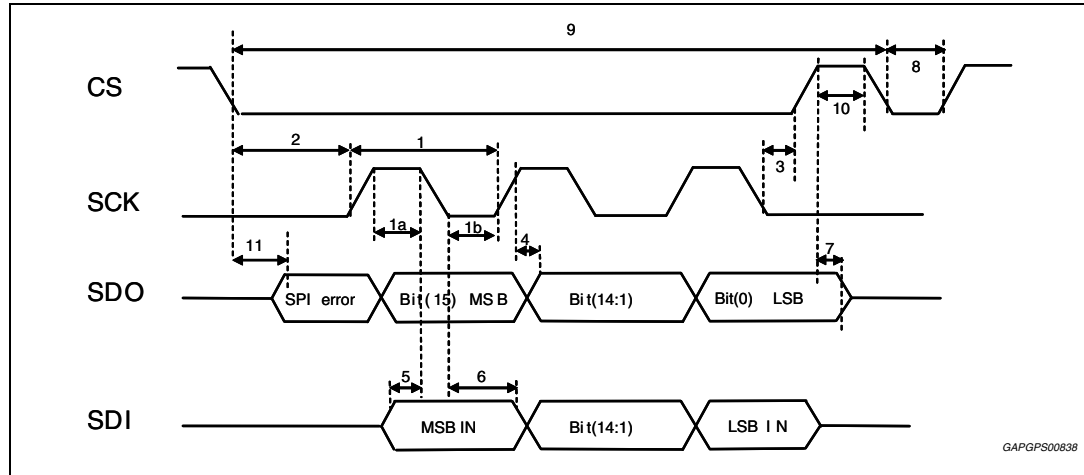 9
CS
8
10
2
1
3
SCK
1a
1b
4
11
7
SDO
SPI error
Bit(15) MSB
Bit(14:1)
Bit(0) LSB
5
6
SDI
MSB IN
Bit(14:1)
LSB IN
GAPGPS00838